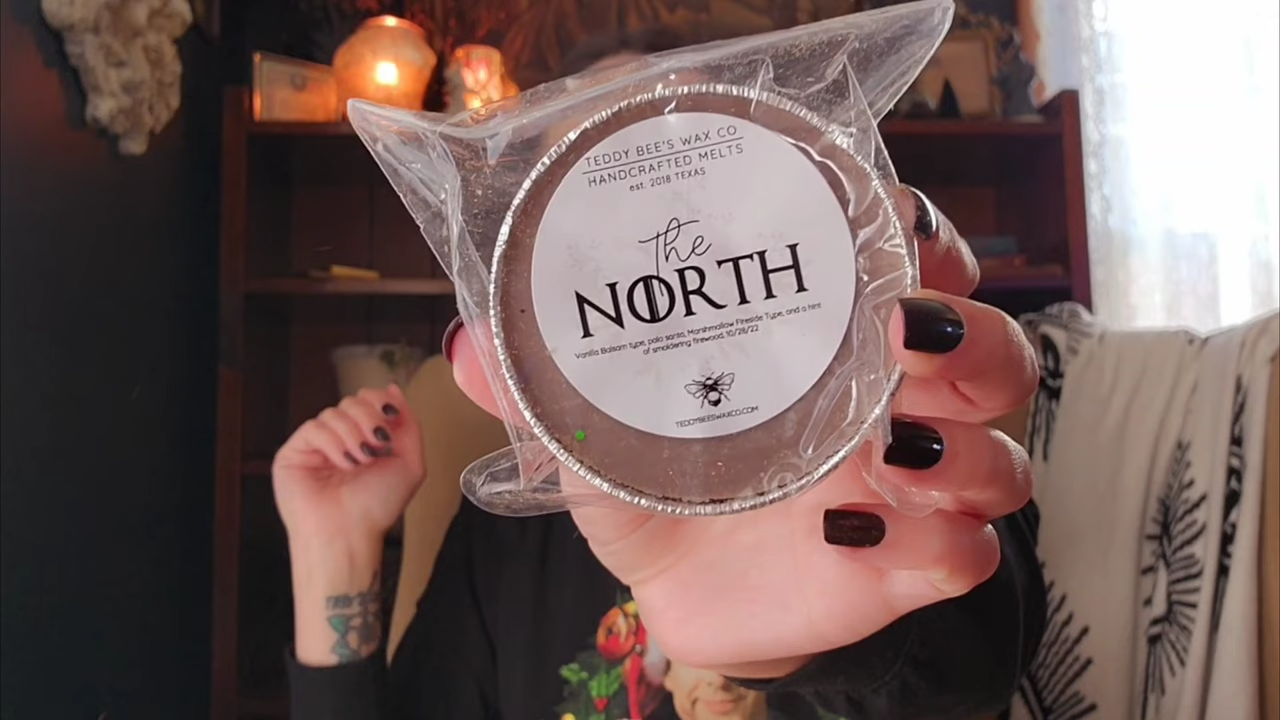 TEDDY BEE'S WAX CO
HANDCRAFTED MELTS
est. 2018 TEXAS
the
NORTH
Vanilla Balsam type, palo santo, Marshmallow Fireside Type, and a hint
of smoldering firewood, 10/28/22
TEDDYBEESWAXCO.COM